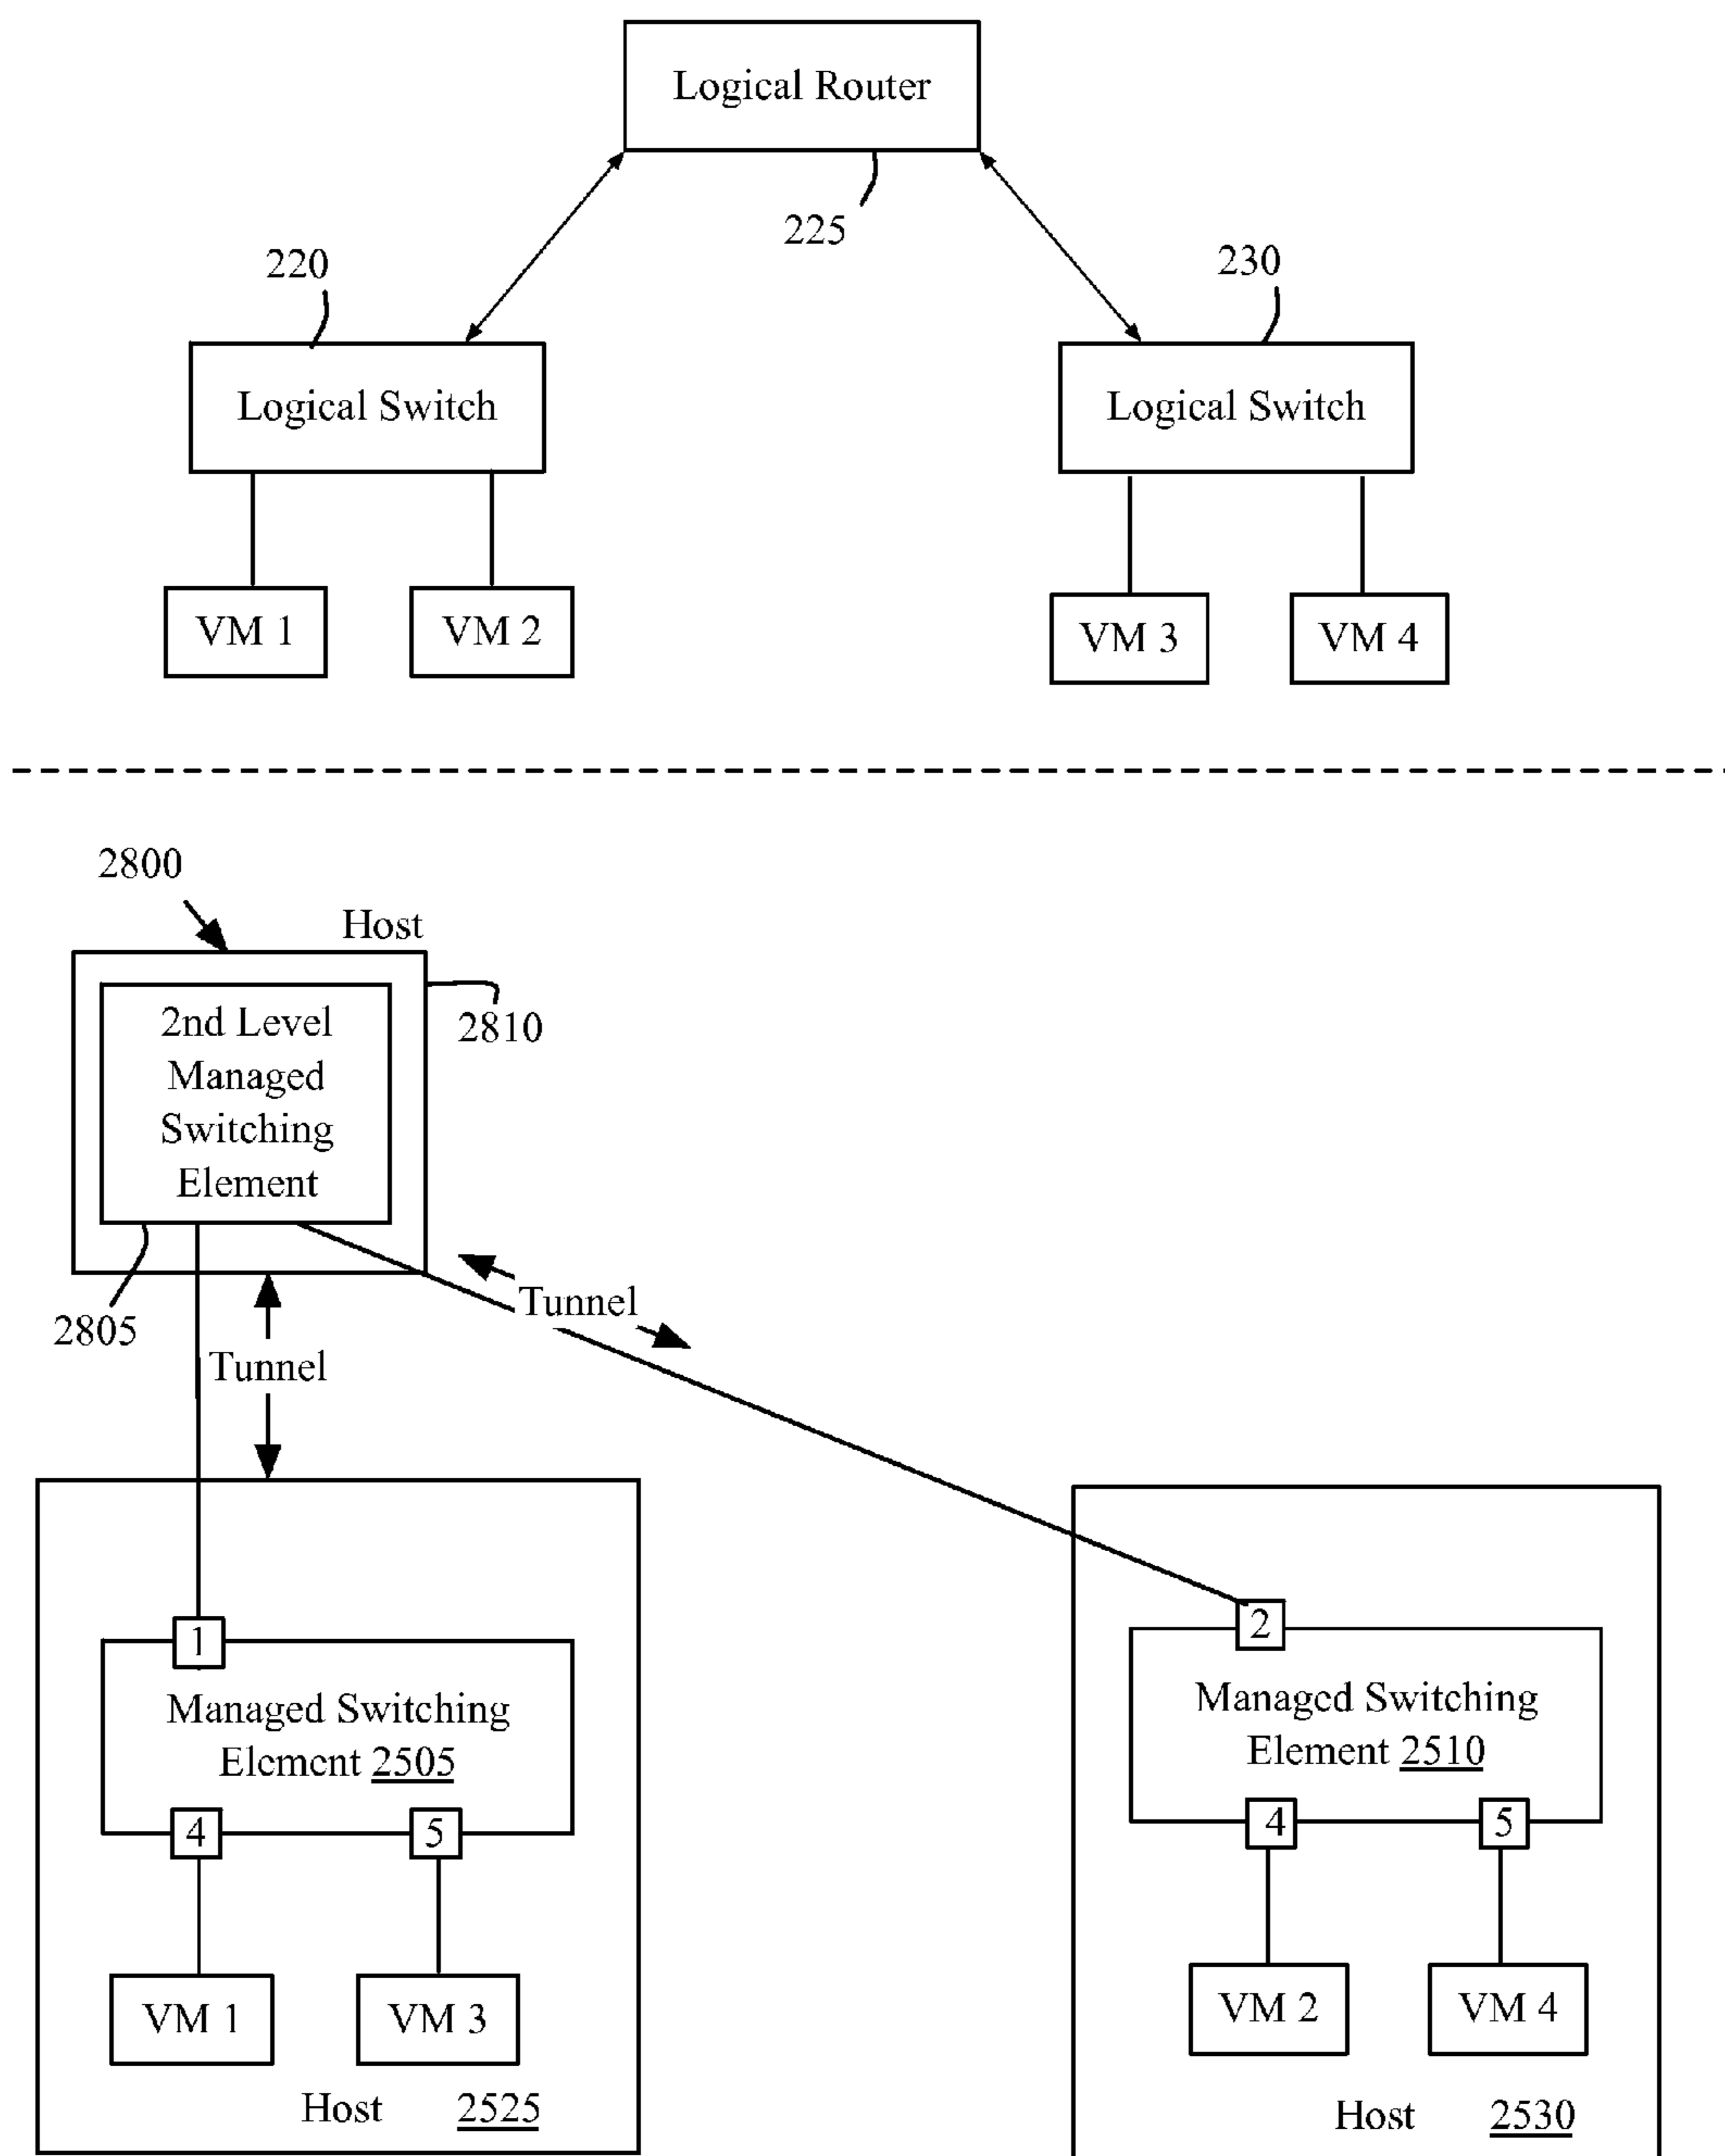 Logical Router
225
220
230
Logical Switch
Logical Switch
VM 1
VM 2
VM 3
VM 4
2800
Host
2nd Level
Managed
Switching
Element
2810
2805
Tunnel
Tunnel
1
Managed Switching
Element 2505
4
5
VM 1
VM 3
Host 2525
2
Managed Switching
Element 2510
4
5
VM 2
VM 4
Host 2530